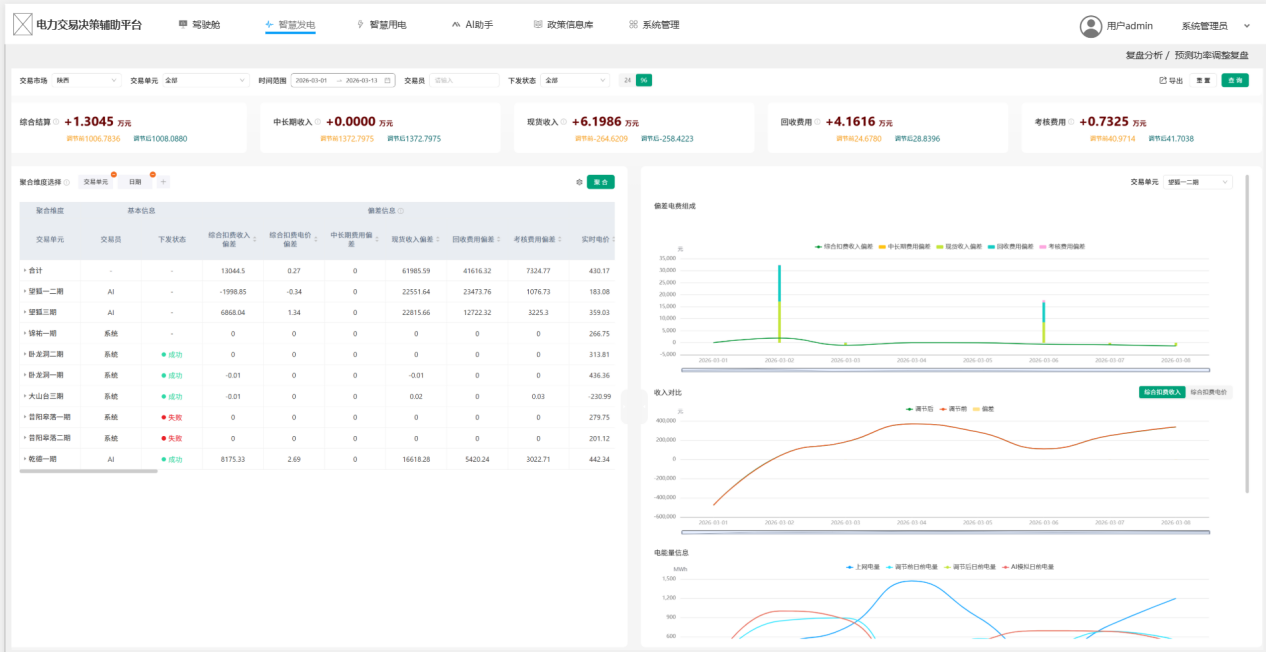 电力交易决策辅助平台 驾驶舱 智慧发电 智慧用电 AI助手 政策信息库 系统管理 用户admin 系统管理员
复盘分析 / 预测功率调整复盘
交易市场 陕西 交易单元 全部 时间范围 2026-03-01 → 2026-03-13 交易员 请输入 下发状态 全部 24 96 导出 重置 查询
综合结算 +1.3045 万元 中长期收入 +0.0000 万元 现货收入 +6.1986 万元 回收费用 +4.1616 万元 考核费用 +0.7325 万元
调节前1006.7836 调节后1008.0880 调节前1372.7975 调节后1372.7975 调节前-264.6209 调节后-258.4223 调节前24.6780 调节后28.8396 调节前40.9714 调节后41.7038
聚合维度选择 交易单元 日期 + 聚合
聚合维度 基本信息 偏差信息
交易单元 交易员 下发状态 综合扣费收入偏差 综合扣费电价偏差 中长期费用偏差 现货收入偏差 回收费用偏差 考核费用偏差 实时电价
合计 - - 13044.5 0.27 0 61985.59 41616.32 7324.77 430.17
望狐一二期 AI - -1998.85 -0.34 0 22551.64 23473.76 1076.73 183.08
望狐三期 AI - 6868.04 1.34 0 22815.66 12722.32 3225.3 359.03
锦祐一期 系统 - 0 0 0 0 0 0 266.75
卧龙洞二期 系统 成功 0 0 0 0 0 0 313.81
卧龙洞一期 系统 成功 -0.01 0 0 -0.01 0 0 436.36
大山台三期 系统 成功 -0.01 0 0 0.02 0 0.03 -230.99
昔阳皋落一期 系统 失败 0 0 0 0 0 0 279.75
昔阳皋落二期 系统 失败 0 0 0 0 0 0 201.12
乾德一期 AI 成功 8175.33 2.69 0 16618.28 5420.24 3022.71 442.34
交易单元 望狐一二期
偏差电费组成
元 综合扣费收入偏差 中长期费用偏差 现货收入偏差 回收费用偏差 考核费用偏差
35,000
30,000
25,000
20,000
15,000
10,000
5,000
0
-5,000
2026-03-01 2026-03-02 2026-03-03 2026-03-04 2026-03-05 2026-03-06 2026-03-07 2026-03-08
收入对比 综合扣费收入 综合扣费电价
元 调节后 调节前 偏差
400,000
200,000
0
-200,000
-400,000
-600,000
2026-03-01 2026-03-02 2026-03-03 2026-03-04 2026-03-05 2026-03-06 2026-03-07 2026-03-08
电能量信息
MWh 上网电量 调节前日前电量 调节后日前电量 AI模拟日前电量
1,500
1,200
900
600